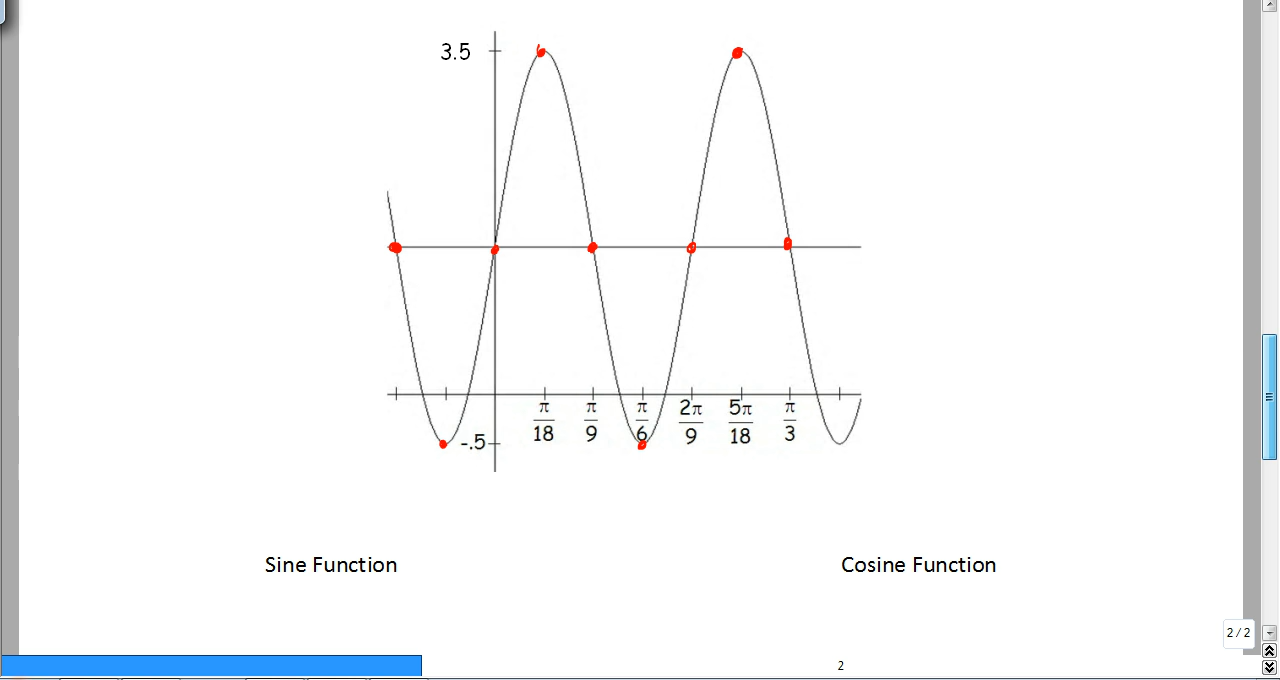 3.5
π/18 π/9 π/6 2π/9 5π/18 π/3
-.5
Sine Function
Cosine Function
2 / 2
2